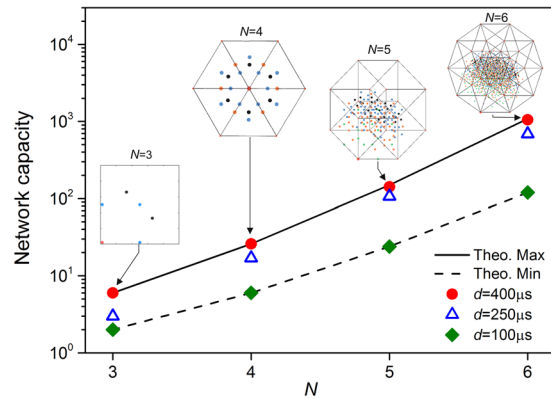 N=6
N=4
N=5
N=3
10⁴
10³
10²
10¹
10⁰
Network capacity
Theo. Max
Theo. Min
d=400μs
d=250μs
d=100μs
3
4
5
6
N